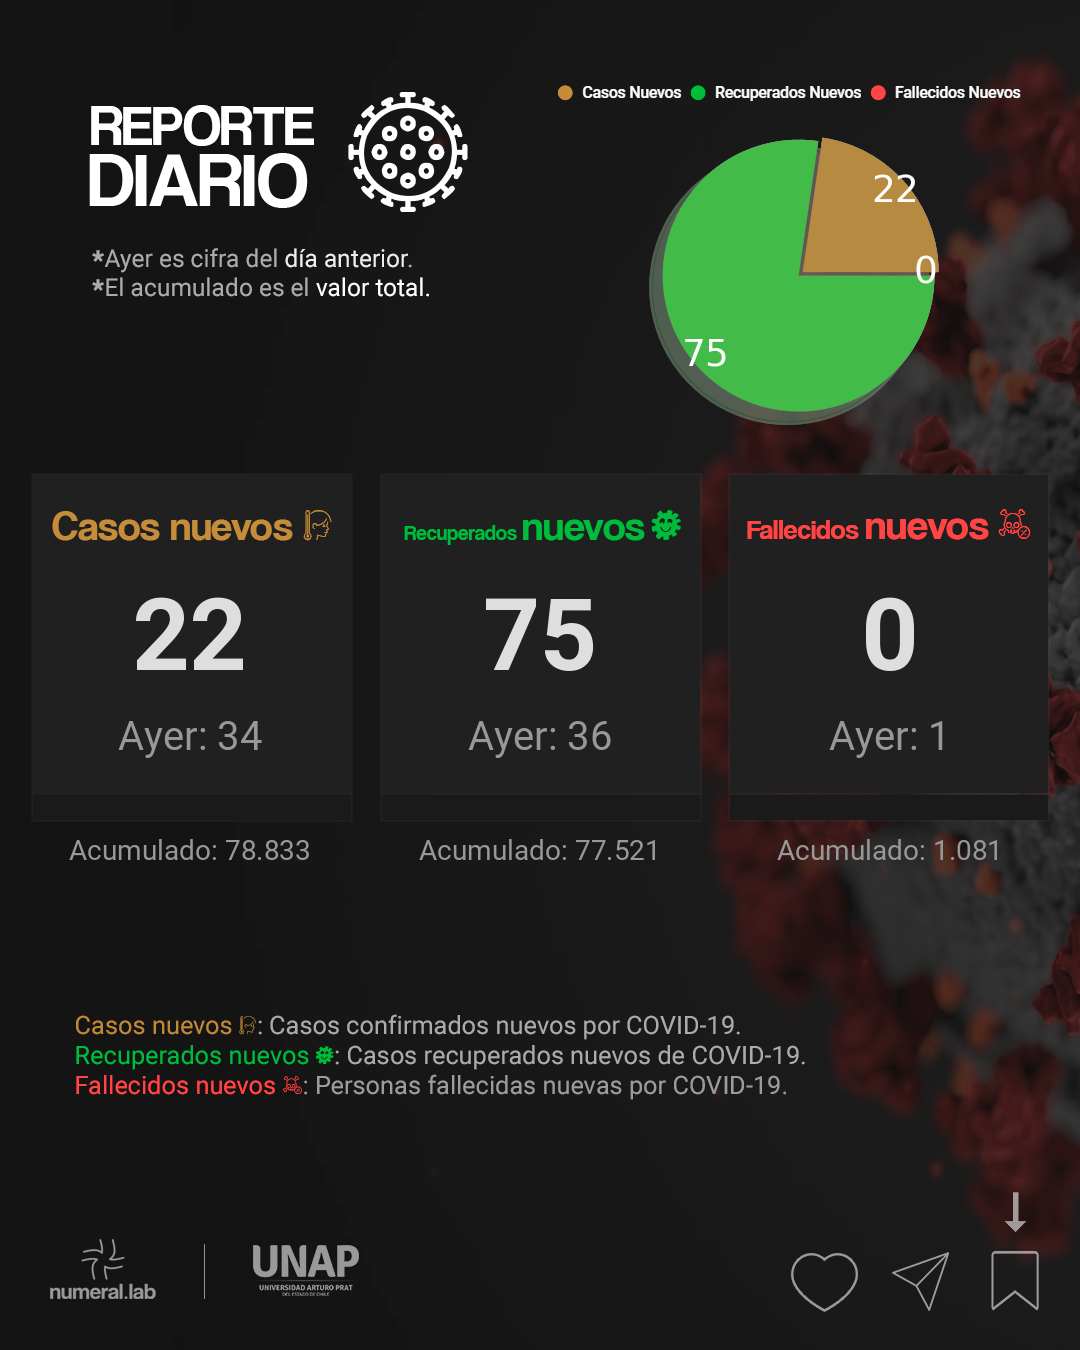 REPORTE
DIARIO
*Ayer es cifra del día anterior.
*El acumulado es el valor total.
Casos Nuevos Recuperados Nuevos Fallecidos Nuevos
22
0
75
Casos nuevos
22
Ayer: 34
Acumulado: 78.833
Recuperados nuevos
75
Ayer: 36
Acumulado: 77.521
Fallecidos nuevos
0
Ayer: 1
Acumulado: 1.081
Casos nuevos : Casos confirmados nuevos por COVID-19.
Recuperados nuevos : Casos recuperados nuevos de COVID-19.
Fallecidos nuevos : Personas fallecidas nuevas por COVID-19.
numeral.lab
UNAP
UNIVERSIDAD ARTURO PRAT
DEL ESTADO DE CHILE